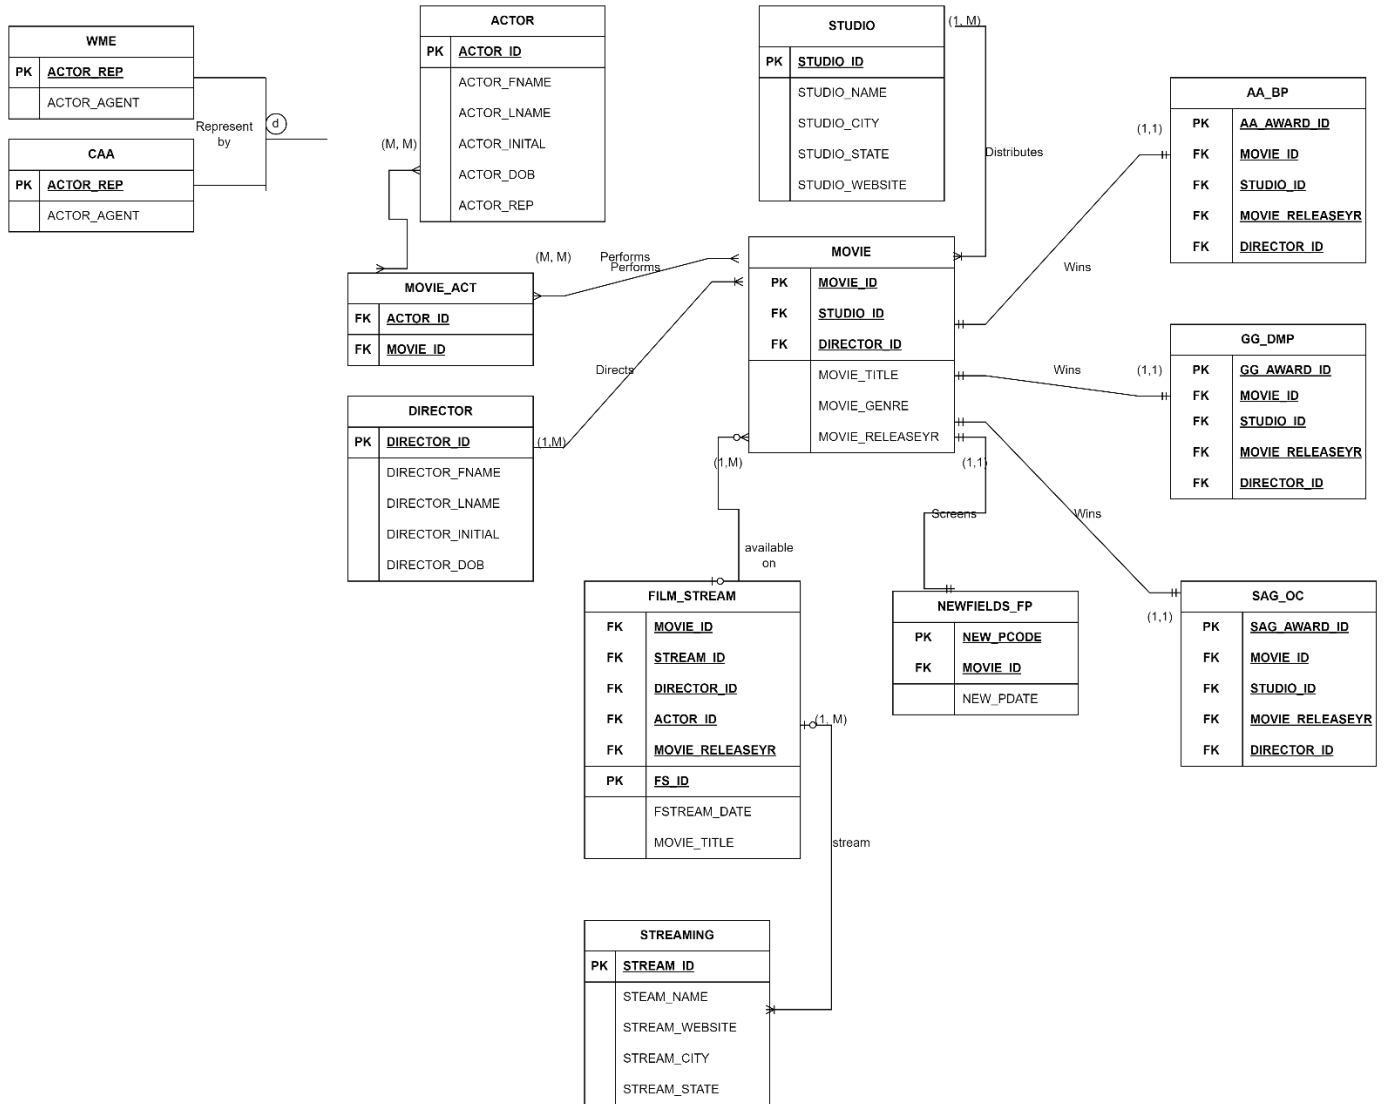 WME
PK ACTOR_REP
ACTOR_AGENT
CAA
PK ACTOR_REP
ACTOR_AGENT
Represent
by
d
ACTOR
PK ACTOR_ID
ACTOR_FNAME
ACTOR_LNAME
ACTOR_INITAL
ACTOR_DOB
ACTOR_REP
(M, M)
STUDIO
PK STUDIO_ID
STUDIO_NAME
STUDIO_CITY
STUDIO_STATE
STUDIO_WEBSITE
(1, M)
Distributes
AA_BP
PK AA_AWARD_ID
FK MOVIE_ID
FK STUDIO_ID
FK MOVIE_RELEASEYR
FK DIRECTOR_ID
(1,1)
Wins
MOVIE_ACT
FK ACTOR_ID
FK MOVIE_ID
(M, M)
Performs
Performs
MOVIE
PK MOVIE_ID
FK STUDIO_ID
FK DIRECTOR_ID
MOVIE_TITLE
MOVIE_GENRE
MOVIE_RELEASEYR
GG_DMP
PK GG_AWARD_ID
FK MOVIE_ID
FK STUDIO_ID
FK MOVIE_RELEASEYR
FK DIRECTOR_ID
(1,1)
Wins
DIRECTOR
PK DIRECTOR_ID
DIRECTOR_FNAME
DIRECTOR_LNAME
DIRECTOR_INITIAL
DIRECTOR_DOB
Directs
(1,M)
(1,M)
(1,1)
Screens
Wins
available
on
FILM_STREAM
FK MOVIE_ID
FK STREAM_ID
FK DIRECTOR_ID
FK ACTOR_ID
FK MOVIE_RELEASEYR
PK FS_ID
FSTREAM_DATE
MOVIE_TITLE
(1, M)
stream
NEWFIELDS_FP
PK NEW_PCODE
FK MOVIE_ID
NEW_PDATE
(1,1)
SAG_OC
PK SAG_AWARD_ID
FK MOVIE_ID
FK STUDIO_ID
FK MOVIE_RELEASEYR
FK DIRECTOR_ID
STREAMING
PK STREAM_ID
STEAM_NAME
STREAM_WEBSITE
STREAM_CITY
STREAM_STATE